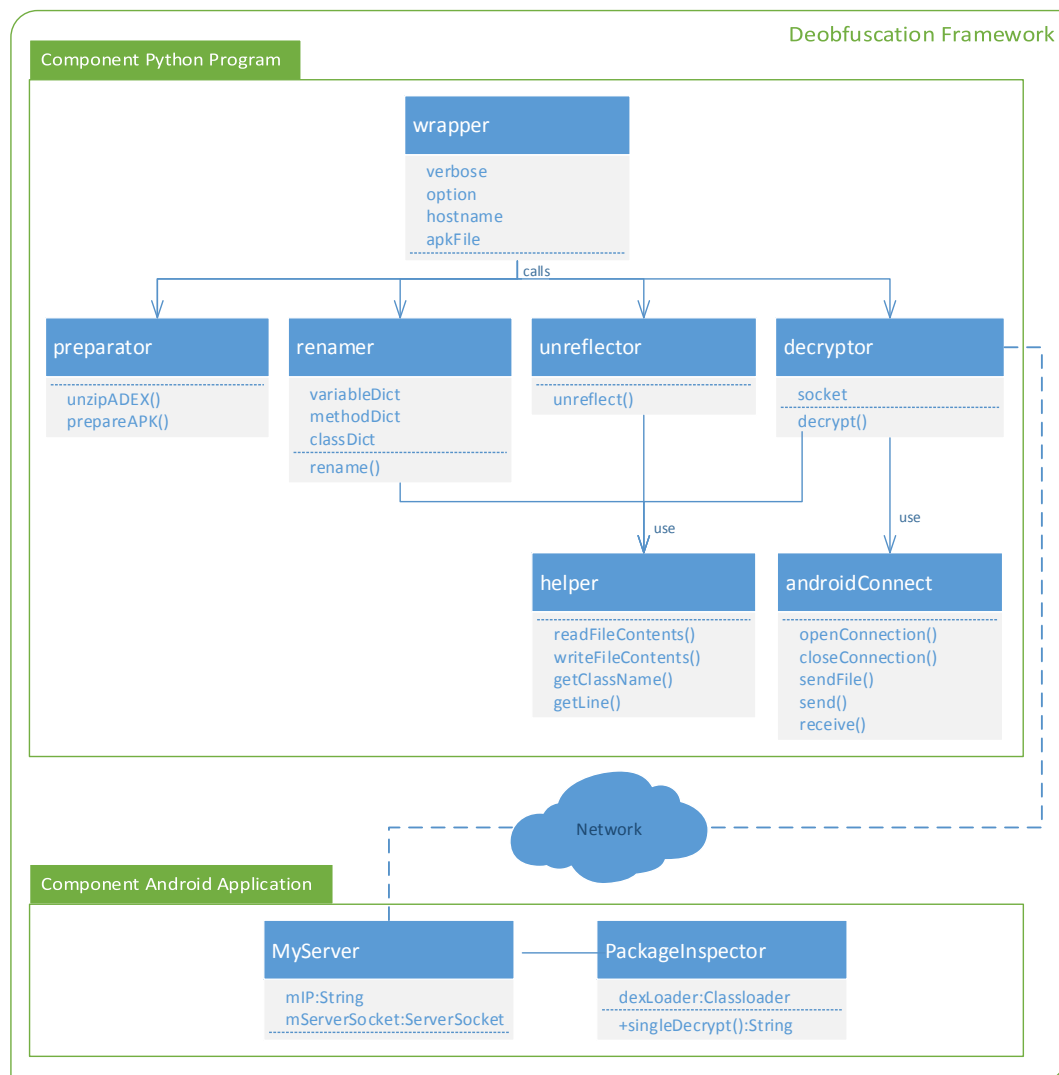 Deobfuscation Framework
Component Python Program
wrapper
verbose
option
hostname
apkFile
calls
preparator
unzipADEX()
prepareAPK()
renamer
variableDict
methodDict
classDict
rename()
unreflector
unreflect()
decryptor
socket
decrypt()
use
use
helper
readFileContents()
writeFileContents()
getClassName()
getLine()
androidConnect
openConnection()
closeConnection()
sendFile()
send()
receive()
Network
Component Android Application
MyServer
mIP:String
mServerSocket:ServerSocket
PackageInspector
dexLoader:Classloader
+singleDecrypt():String